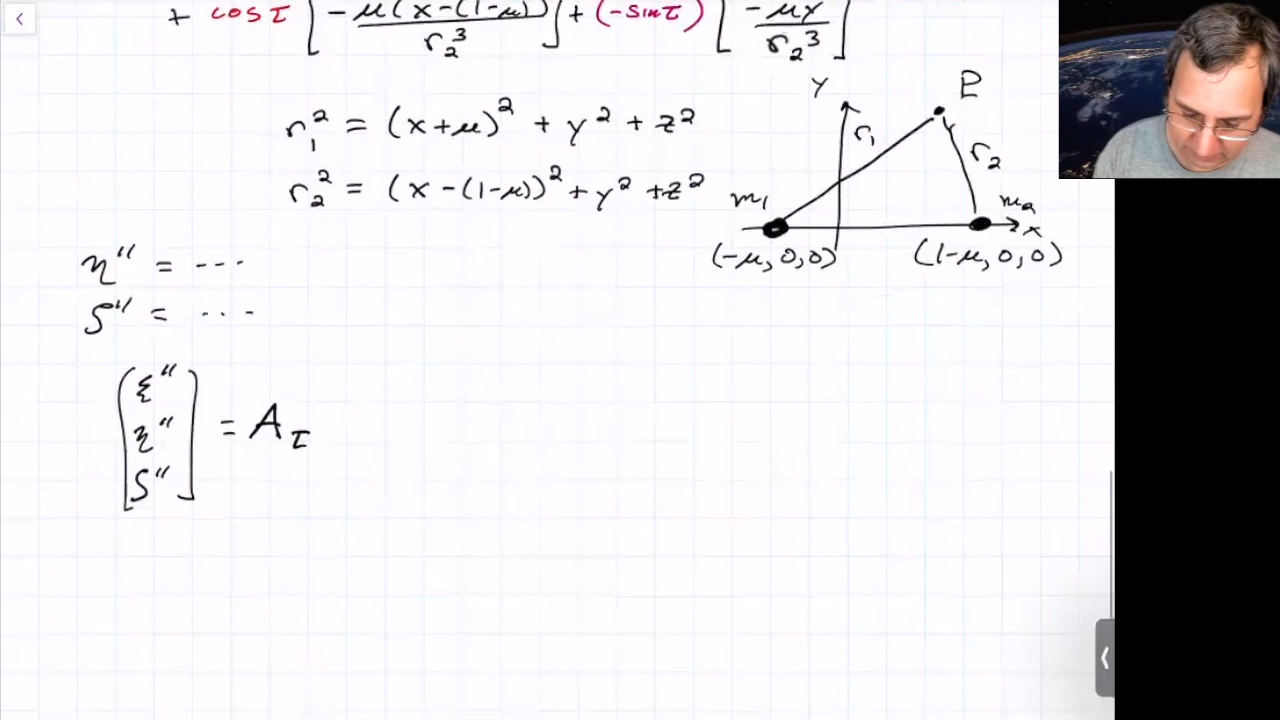 + cos τ [ -μ(x-(1-μ)) / r₂³ ] + (-sin τ) [ -μy / r₂³ ]
r₁² = (x+μ)² + y² + z²
r₂² = (x-(1-μ))² + y² + z²
Y
P
r₁
r₂
m₁
m₂
x
(-μ, 0, 0)
(1-μ, 0, 0)
η'' = ---
ζ'' = ...
[ ξ''
η''
ζ'' ] = A_τ